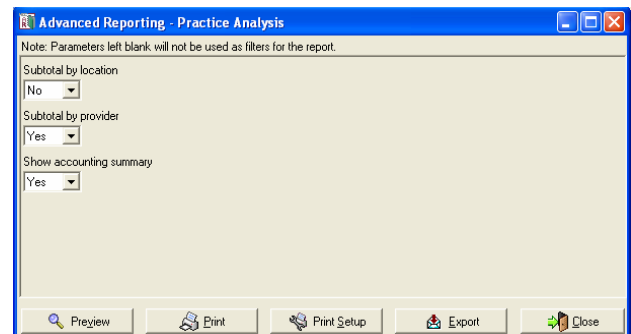 Advanced Reporting - Practice Analysis
Note: Parameters left blank will not be used as filters for the report.
Subtotal by location
No
Subtotal by provider
Yes
Show accounting summary
Yes
Preview Print Print Setup Export Close